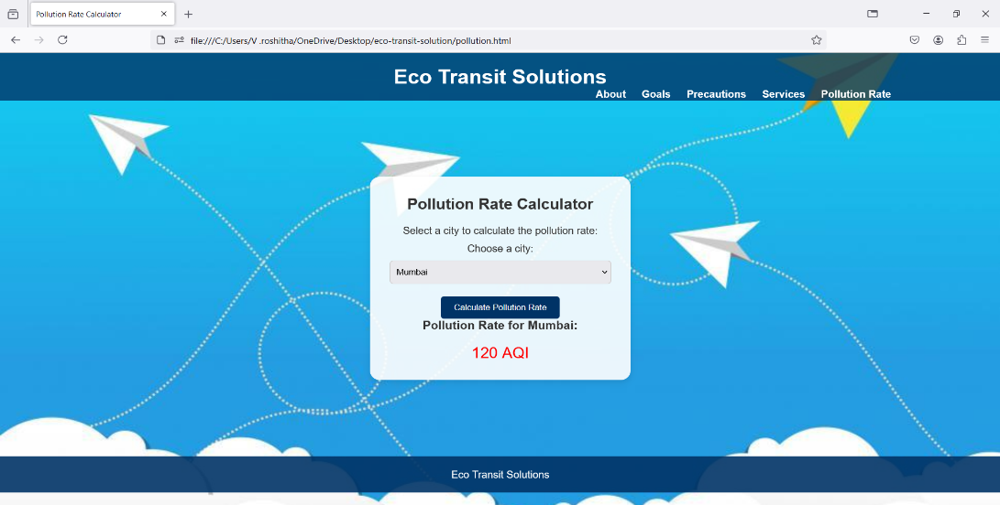 Pollution Rate Calculator
file:///C:/Users/V .roshitha/OneDrive/Desktop/eco-transit-solution/pollution.html
Eco Transit Solutions
About Goals Precautions Services Pollution Rate
Pollution Rate Calculator
Select a city to calculate the pollution rate:
Choose a city:
Mumbai
Calculate Pollution Rate
Pollution Rate for Mumbai:
120 AQI
Eco Transit Solutions